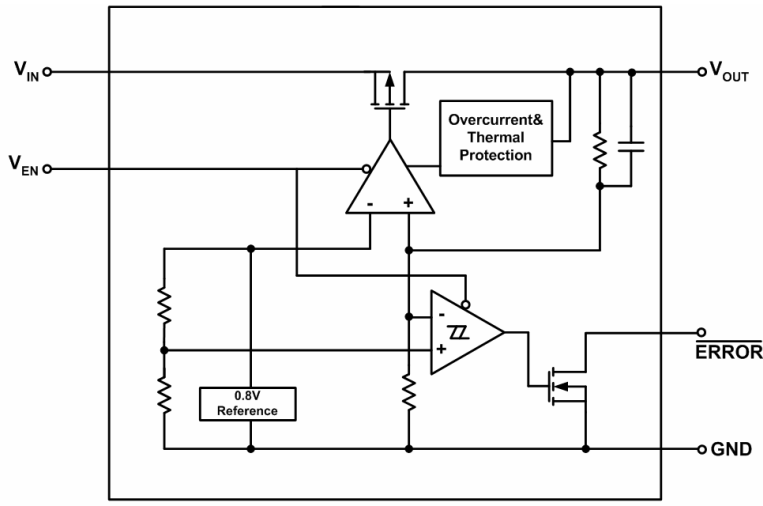 VIN
VOUT
Overcurrent&
Thermal
Protection
VEN
-
+
-
+
ERROR
0.8V
Reference
GND